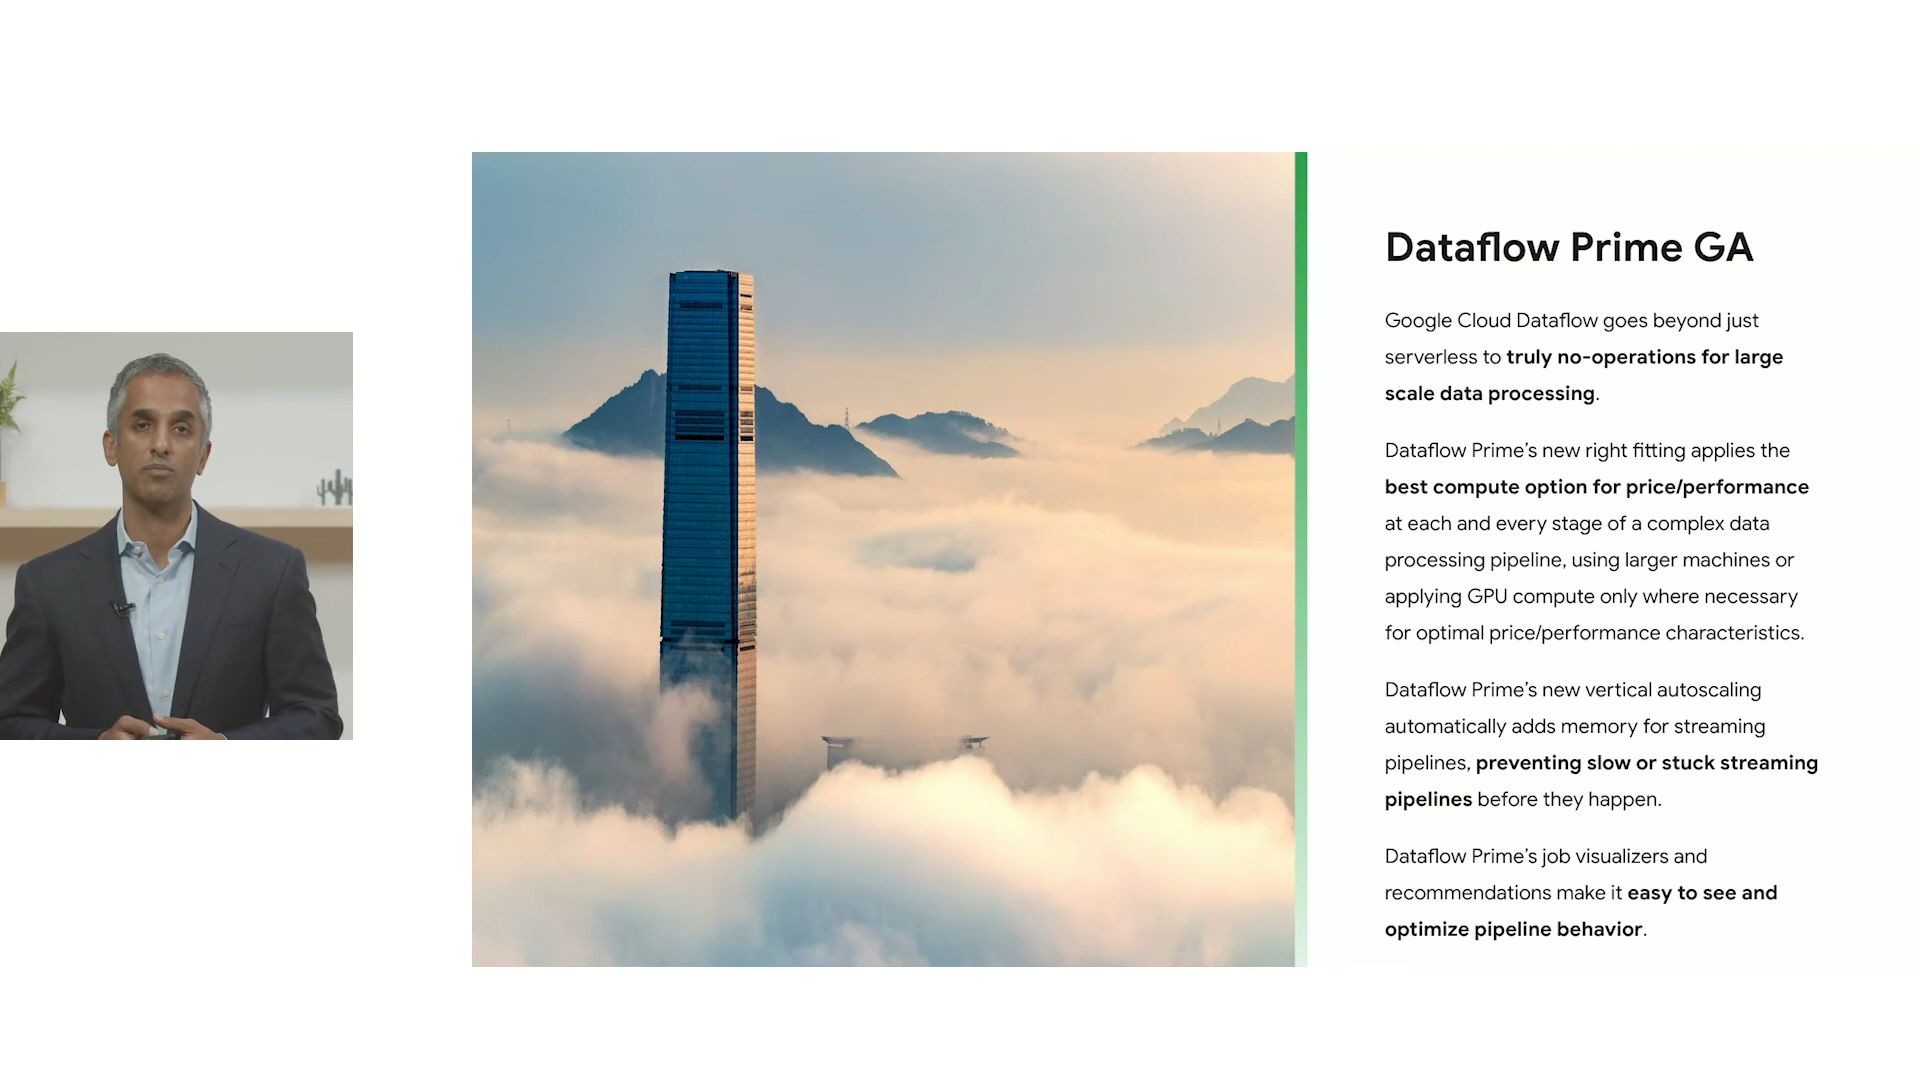 Dataflow Prime GA
Google Cloud Dataflow goes beyond just
serverless to truly no-operations for large
scale data processing.
Dataflow Prime’s new right fitting applies the
best compute option for price/performance
at each and every stage of a complex data
processing pipeline, using larger machines or
applying GPU compute only where necessary
for optimal price/performance characteristics.
Dataflow Prime’s new vertical autoscaling
automatically adds memory for streaming
pipelines, preventing slow or stuck streaming
pipelines before they happen.
Dataflow Prime’s job visualizers and
recommendations make it easy to see and
optimize pipeline behavior.